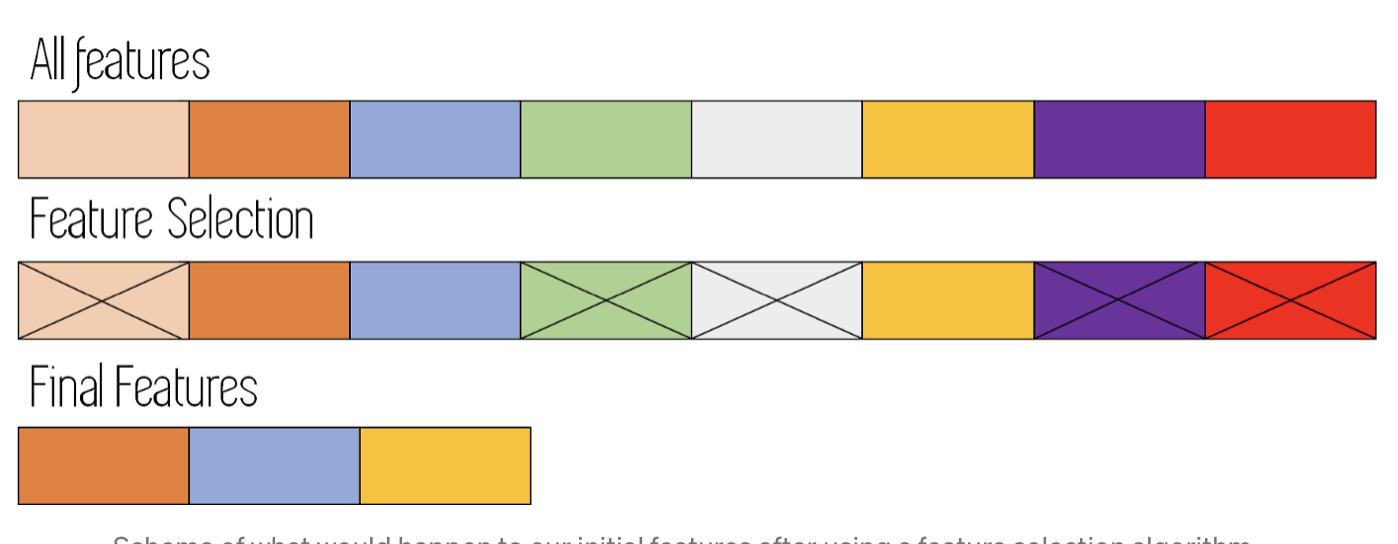 All features
Feature Selection
Final Features
Scheme of what would happen to our initial features after using a feature selection algorithm